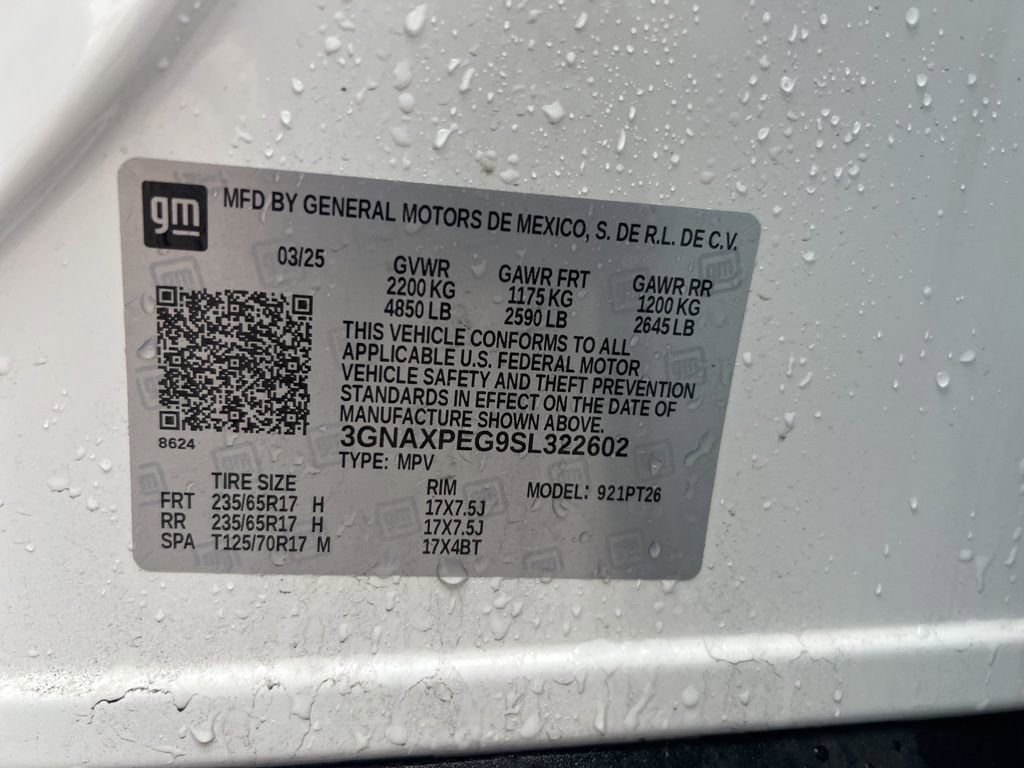 gm
MFD BY GENERAL MOTORS DE MEXICO, S. DE R.L. DE C.V.
03/25
GVWR GAWR FRT GAWR RR
2200 KG 1175 KG 1200 KG
4850 LB 2590 LB 2645 LB
THIS VEHICLE CONFORMS TO ALL
APPLICABLE U.S. FEDERAL MOTOR
VEHICLE SAFETY AND THEFT PREVENTION
STANDARDS IN EFFECT ON THE DATE OF
MANUFACTURE SHOWN ABOVE.
8624
3GNAXPEG9SL322602
TYPE: MPV
TIRE SIZE RIM MODEL: 921PT26
FRT 235/65R17 H 17X7.5J
RR 235/65R17 H 17X7.5J
SPA T125/70R17 M 17X4BT